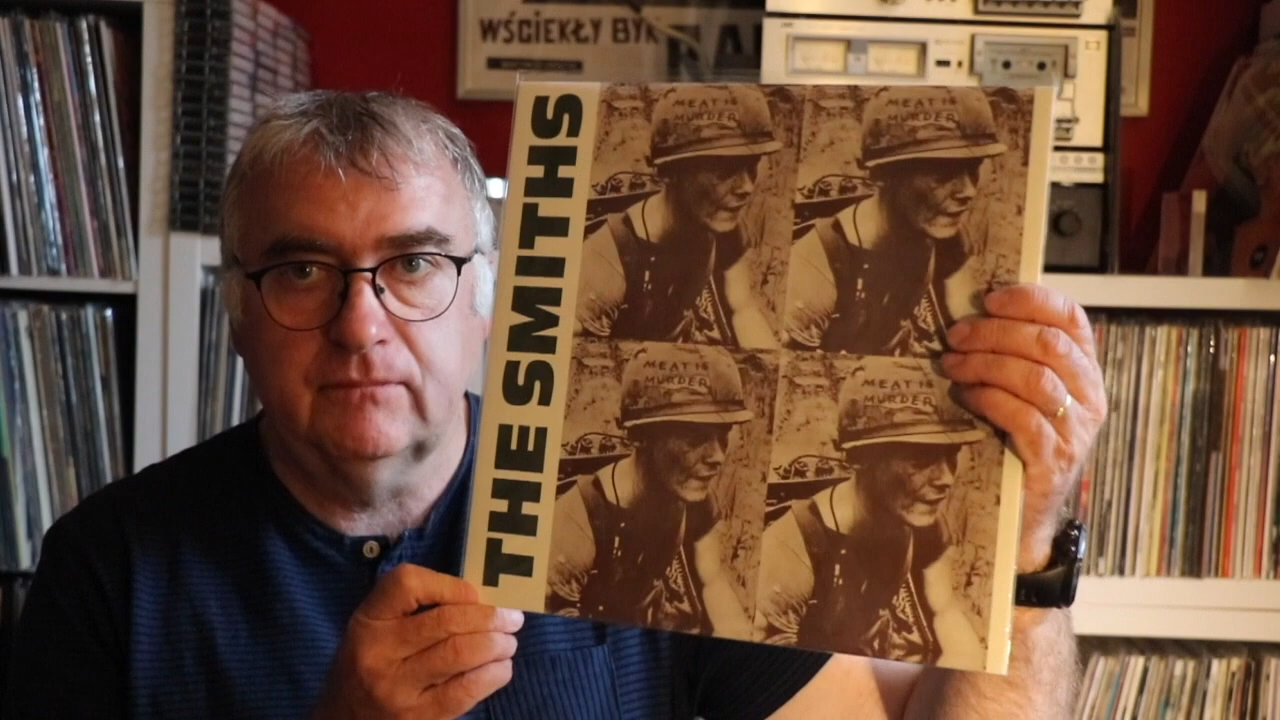 WŚCIEKŁY BYK
THE SMITHS
MEAT IS
MURDER
MEAT IS
MURDER
MEAT IS
MURDER
MEAT IS
MURDER